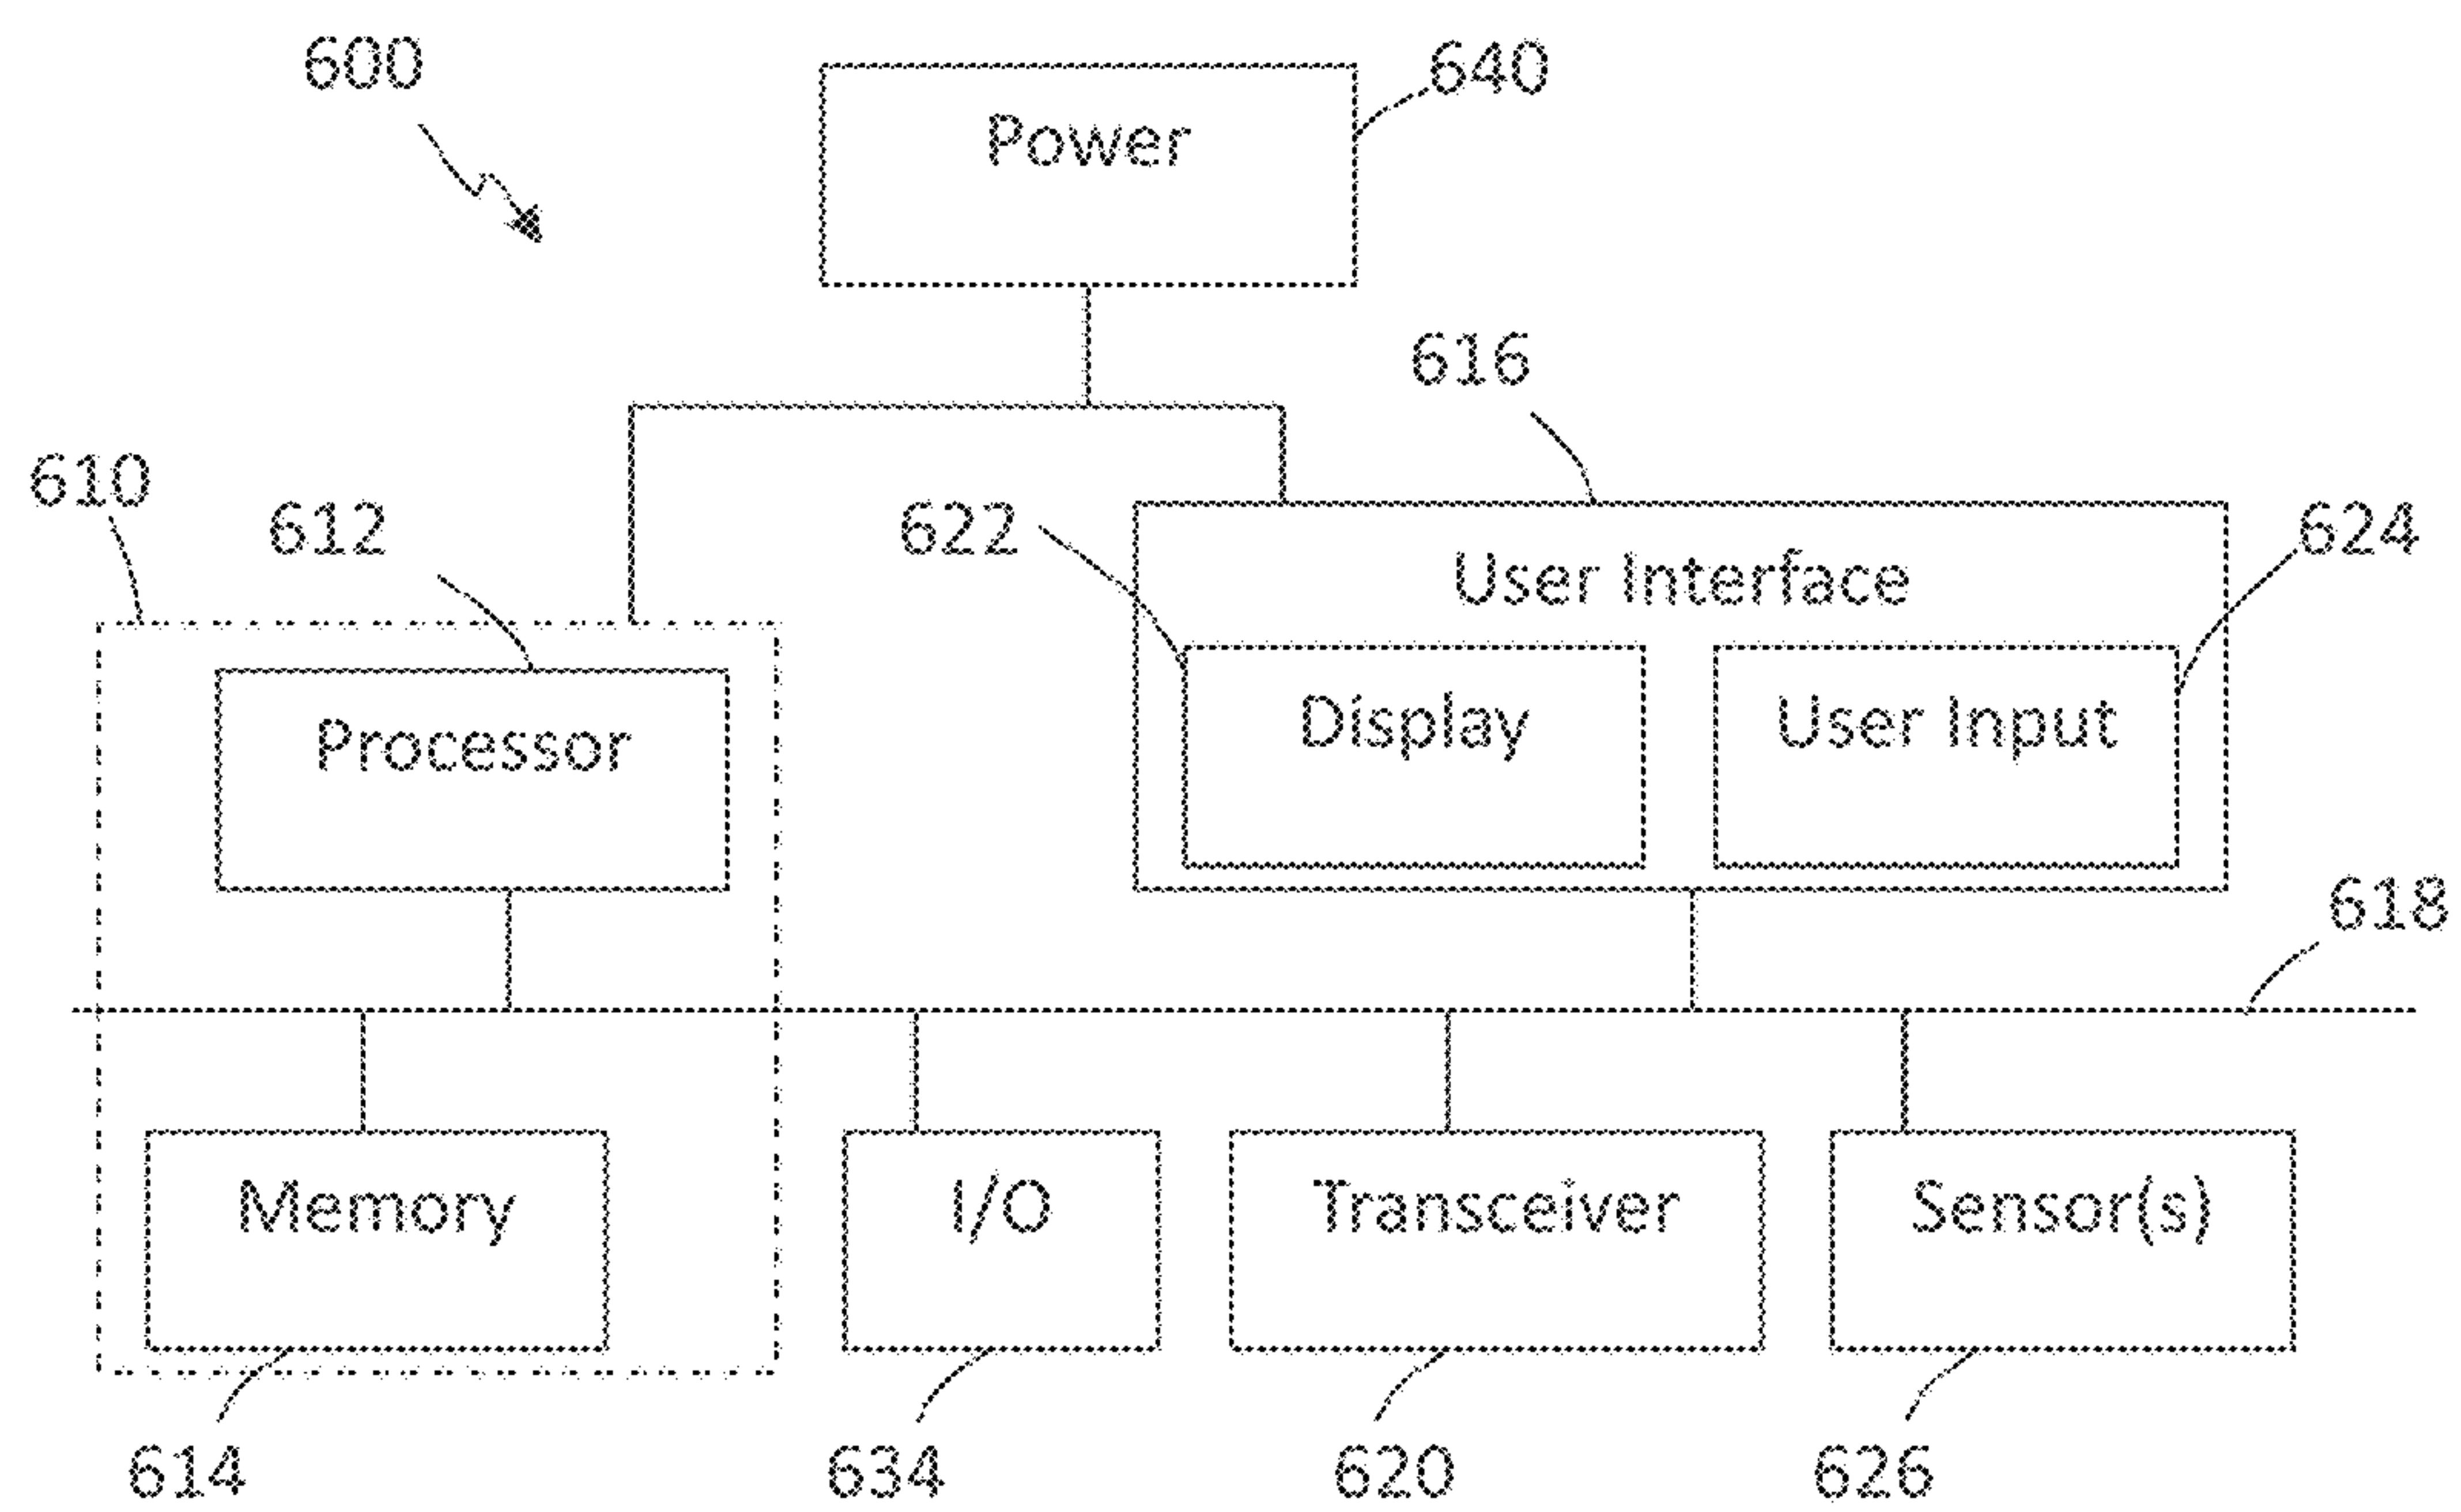 600
640
Power
616
610
612
622
624
User Interface
Processor
Display
User Input
618
Memory
I/O
Transceiver
Sensor(s)
614
634
620
626